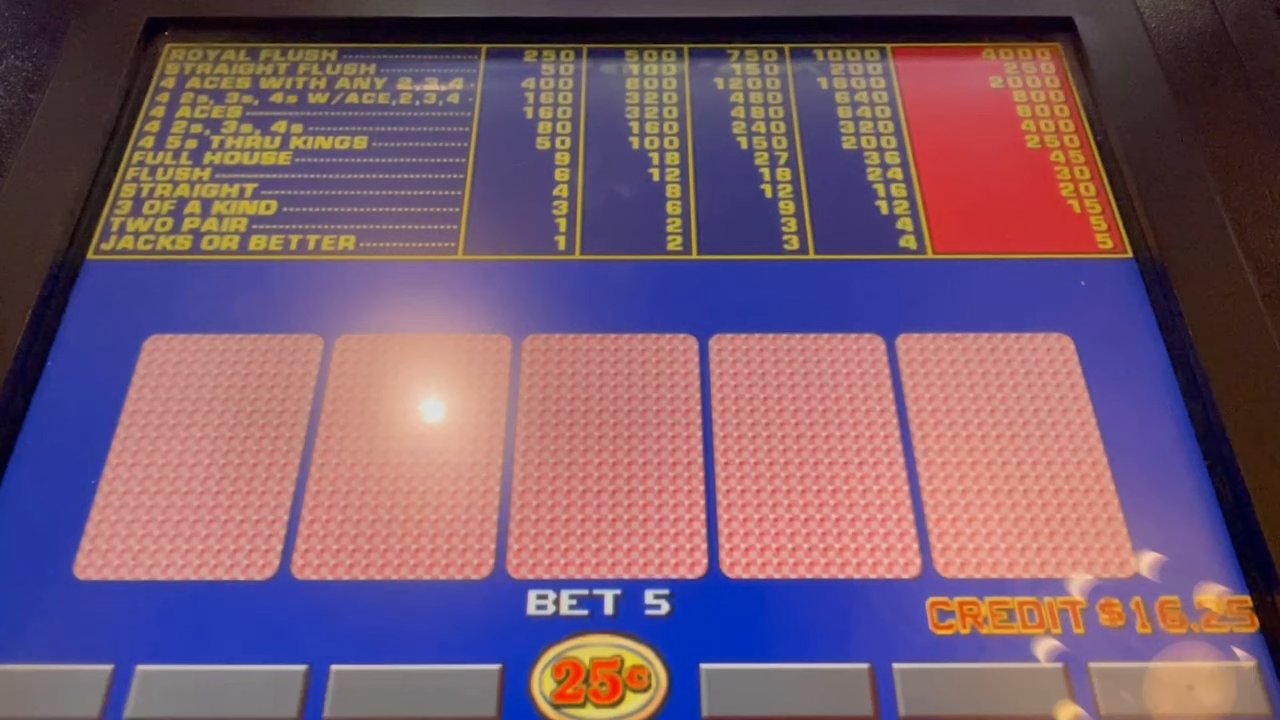 ROYAL FLUSH 250 500 750 1000 4000
STRAIGHT FLUSH 50 100 150 200 250
4 ACES WITH ANY 2,3,4 400 800 1200 1600 2000
4 2s, 3s, 4s W/ACE,2,3,4 160 320 480 640 800
4 ACES 160 320 480 640 800
4 2s, 3s, 4s 80 160 240 320 400
4 5s THRU KINGS 50 100 150 200 250
FULL HOUSE 9 18 27 36 45
FLUSH 6 12 18 24 30
STRAIGHT 4 8 12 16 20
3 OF A KIND 3 6 9 12 15
TWO PAIR 1 2 3 4 5
JACKS OR BETTER 1 2 3 4 5
BET 5
CREDIT $16.25
25¢